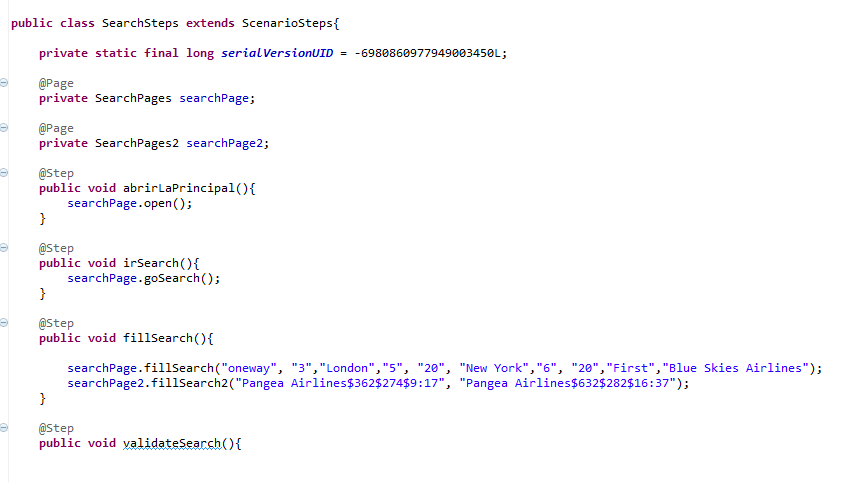 public class SearchSteps extends ScenarioSteps{
private static final long serialVersionUID = -6980860977949003450L;
@Page
private SearchPages searchPage;
@Page
private SearchPages2 searchPage2;
@Step
public void abrirLaPrincipal(){
searchPage.open();
}
@Step
public void irSearch(){
searchPage.goSearch();
}
@Step
public void fillSearch(){
searchPage.fillSearch("oneway", "3","London","5", "20", "New York","6", "20","First","Blue Skies Airlines");
searchPage2.fillSearch2("Pangea Airlines$362$274$9:17", "Pangea Airlines$632$282$16:37");
}
@Step
public void validateSearch(){